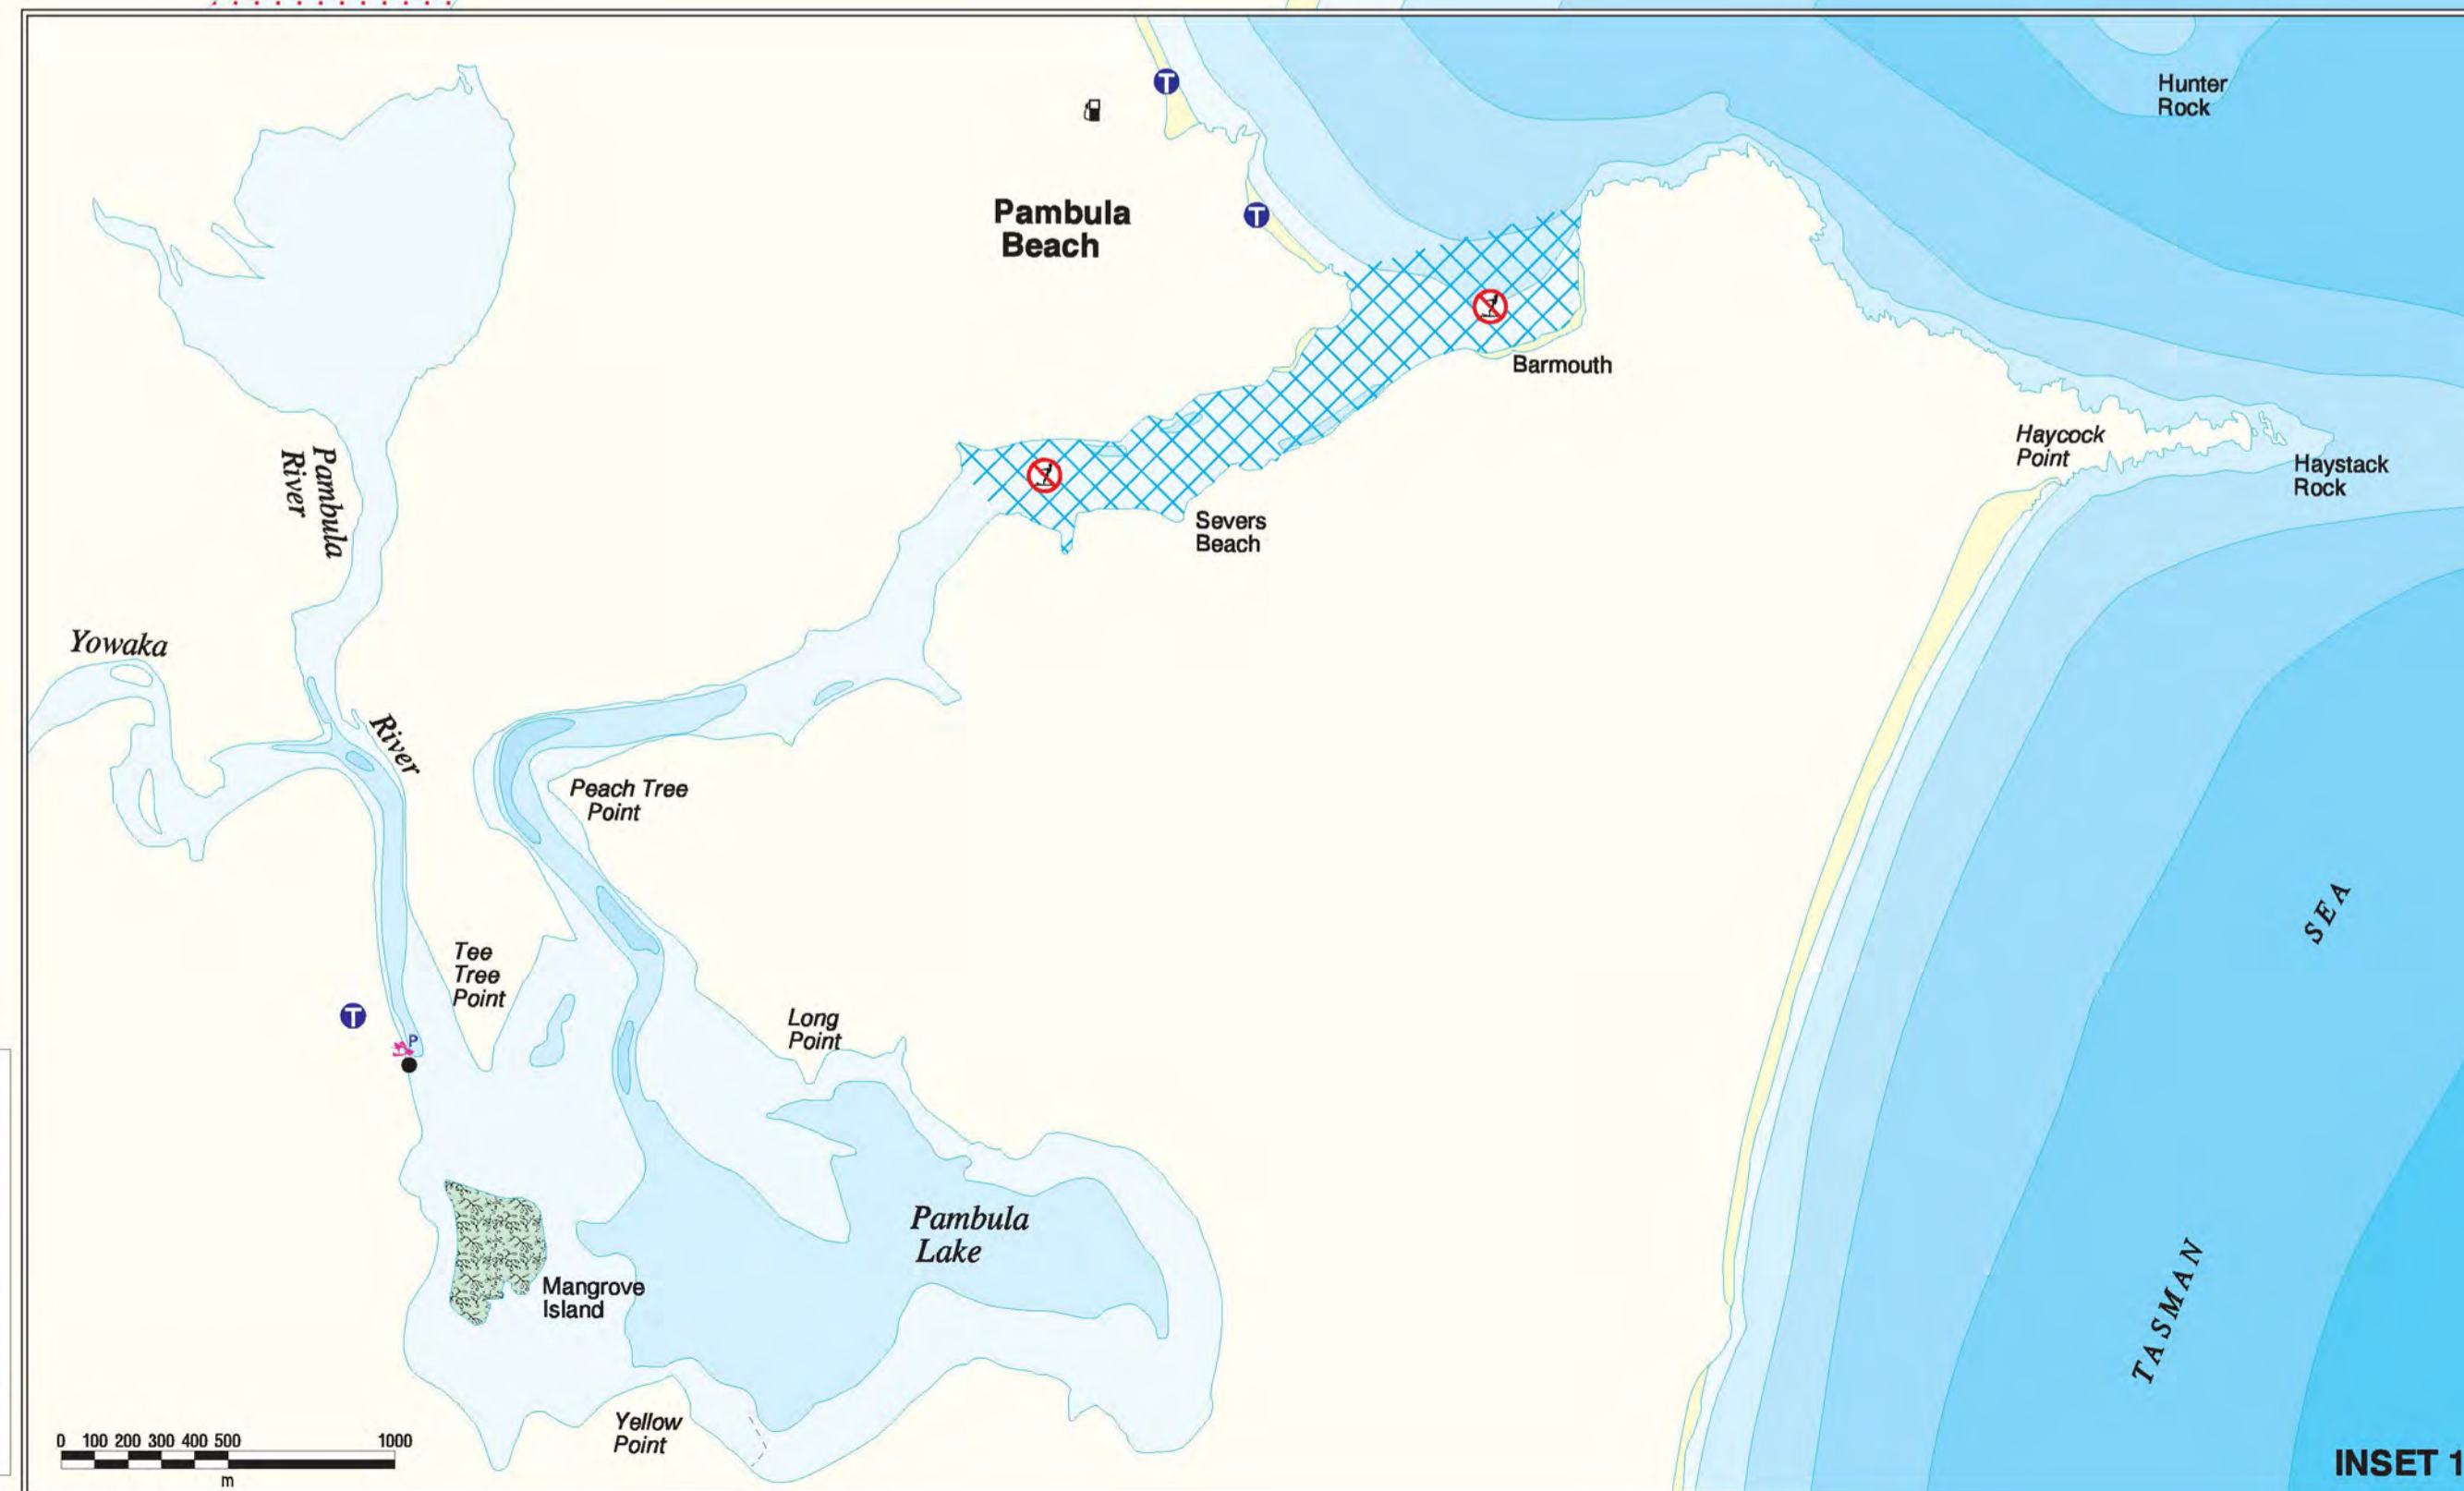 T
Hunter
Rock
Pambula
Beach
T
Barmouth
Haycock
Point
Haystack
Rock
Pambula
River
Severs
Beach
Yowaka
River
Peach Tree
Point
SEA
Tee
Tree
Point
T
P
Long
Point
Pambula
Lake
Mangrove
Island
TASMAN
Yellow
Point
0 100 200 300 400 500 1000
m
INSET 1